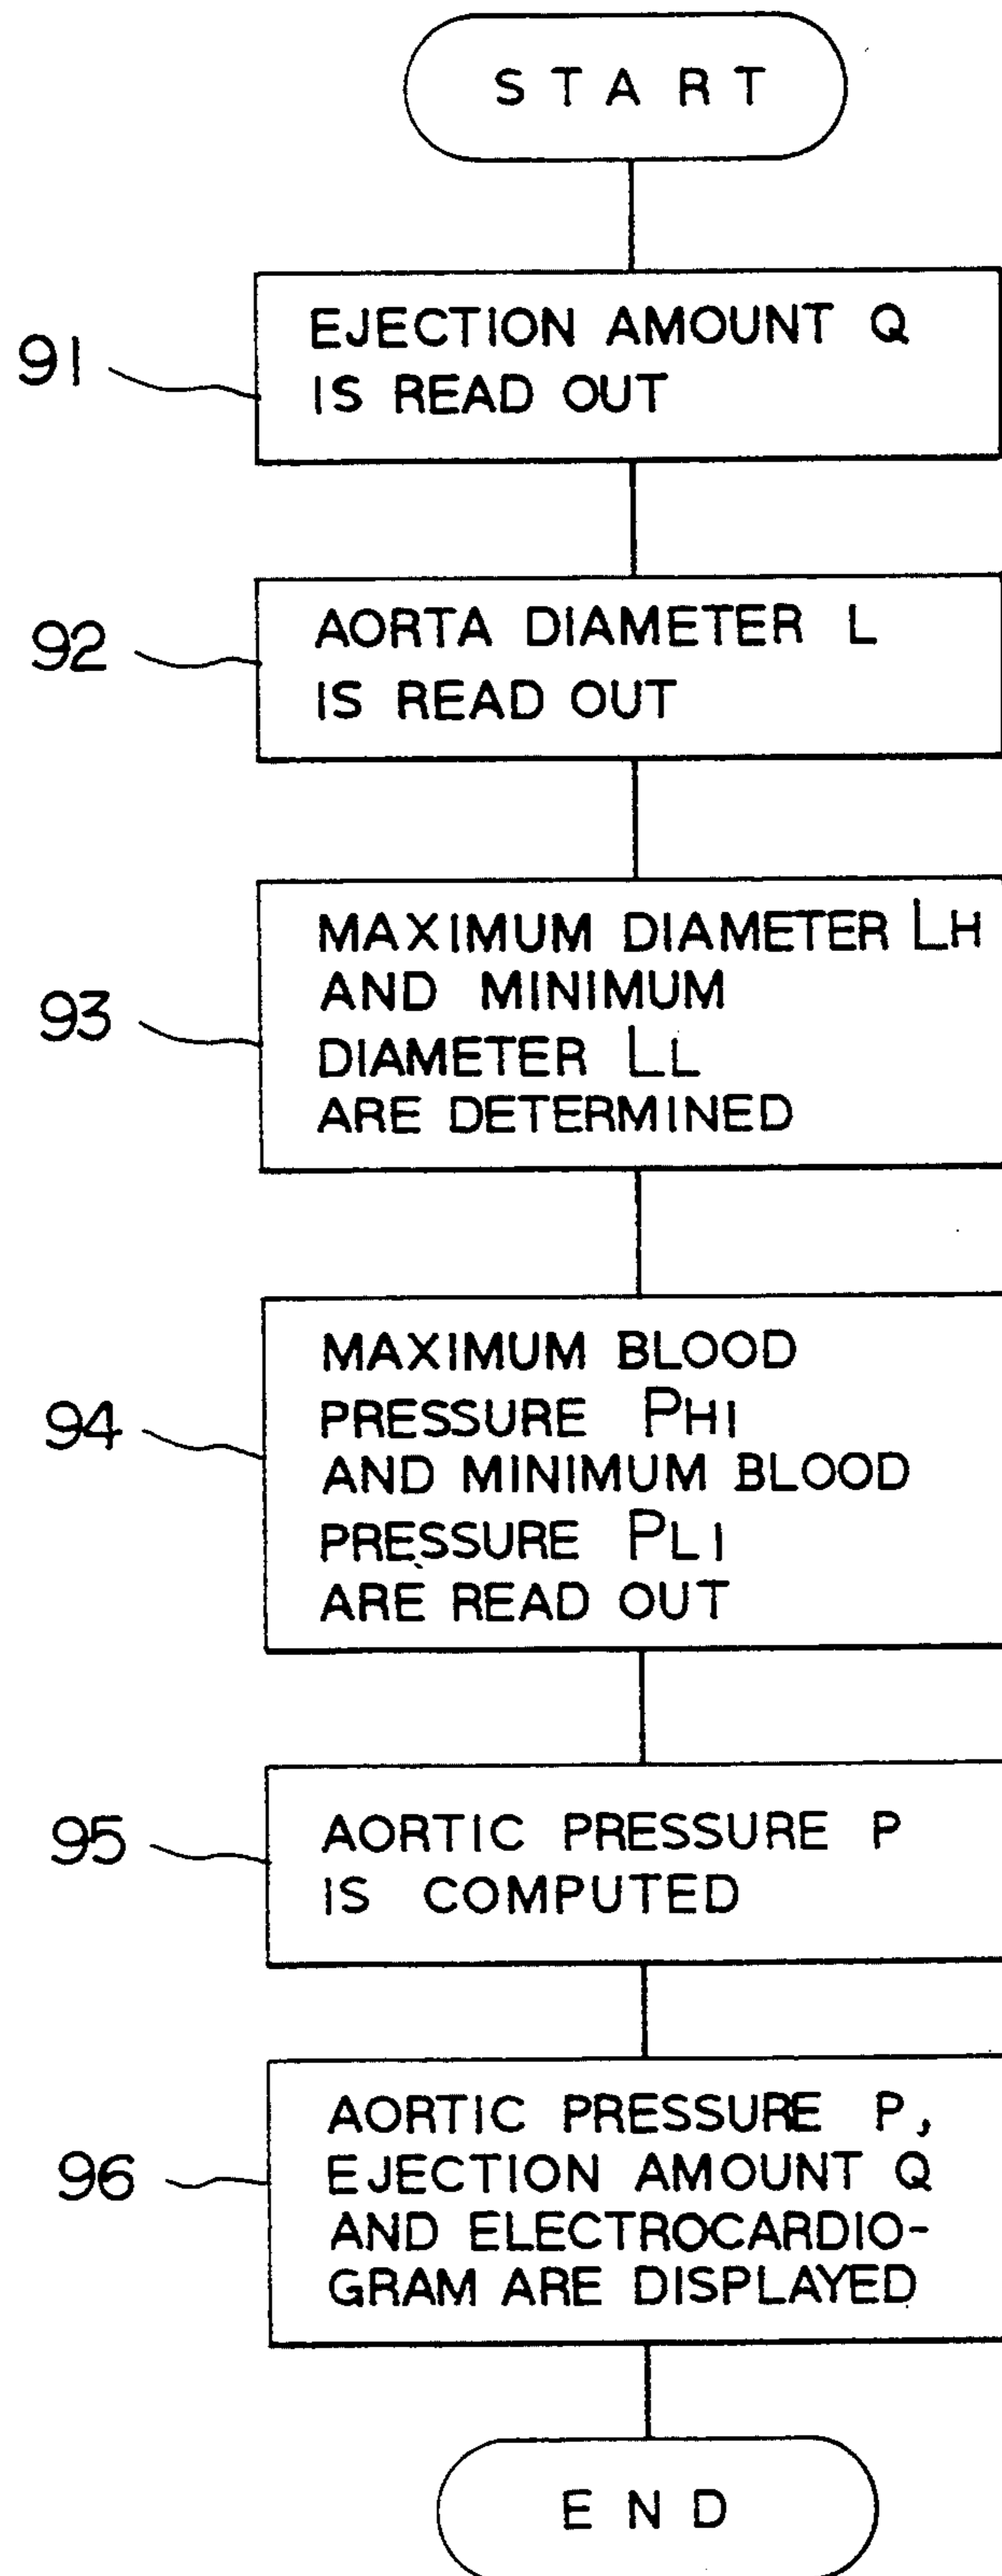 START
91
EJECTION AMOUNT Q
IS READ OUT
92
AORTA DIAMETER L
IS READ OUT
93
MAXIMUM DIAMETER LH
AND MINIMUM
DIAMETER LL
ARE DETERMINED
94
MAXIMUM BLOOD
PRESSURE PH1
AND MINIMUM BLOOD
PRESSURE PL1
ARE READ OUT
95
AORTIC PRESSURE P
IS COMPUTED
96
AORTIC PRESSURE P,
EJECTION AMOUNT Q
AND ELECTROCARDIO-
GRAM ARE DISPLAYED
END